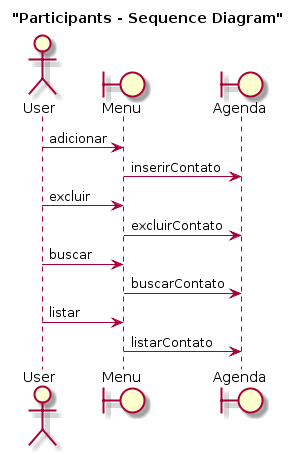 "Participants - Sequence Diagram"
User Menu Agenda
adicionar
inserirContato
excluir
excluirContato
buscar
buscarContato
listar
listarContato
User Menu Agenda